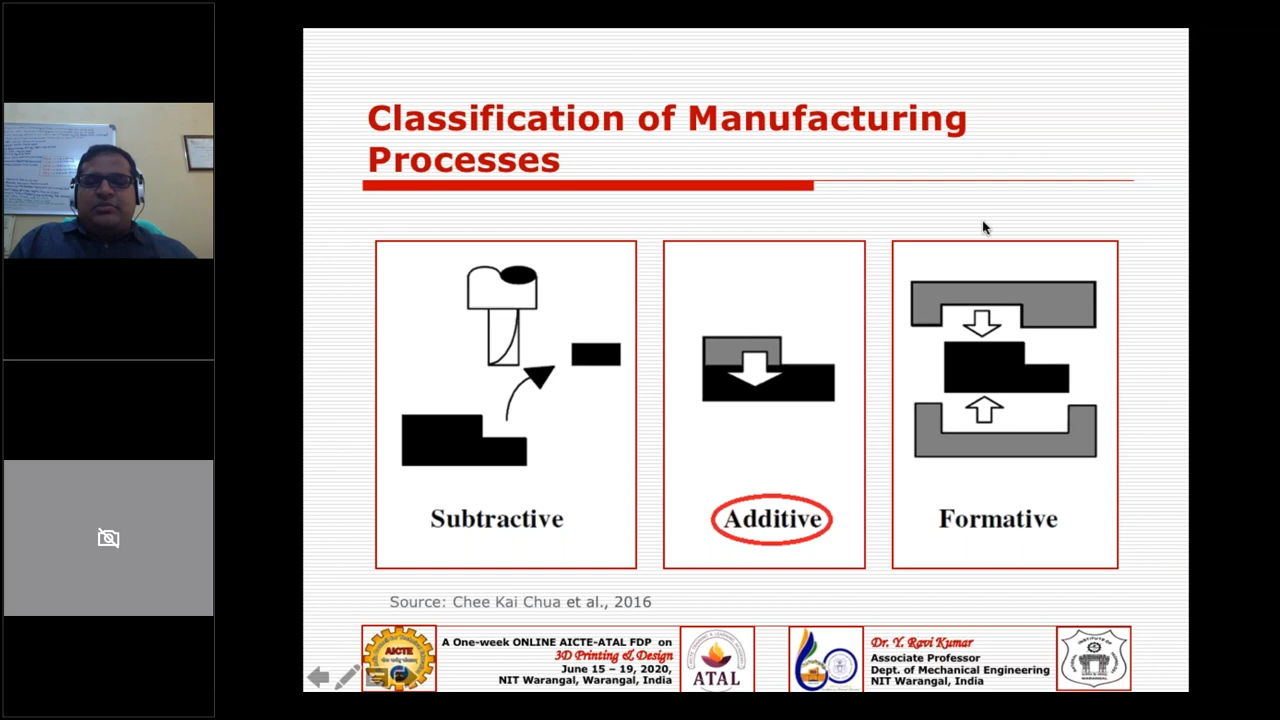 Classification of Manufacturing
Processes
Subtractive
Additive
Formative
Source: Chee Kai Chua et al., 2016
AICTE
A One-week ONLINE AICTE-ATAL FDP on
3D Printing & Design
June 15 – 19, 2020,
NIT Warangal, Warangal, India
ATAL
Dr. Y. Ravi Kumar
Associate Professor
Dept. of Mechanical Engineering
NIT Warangal, India